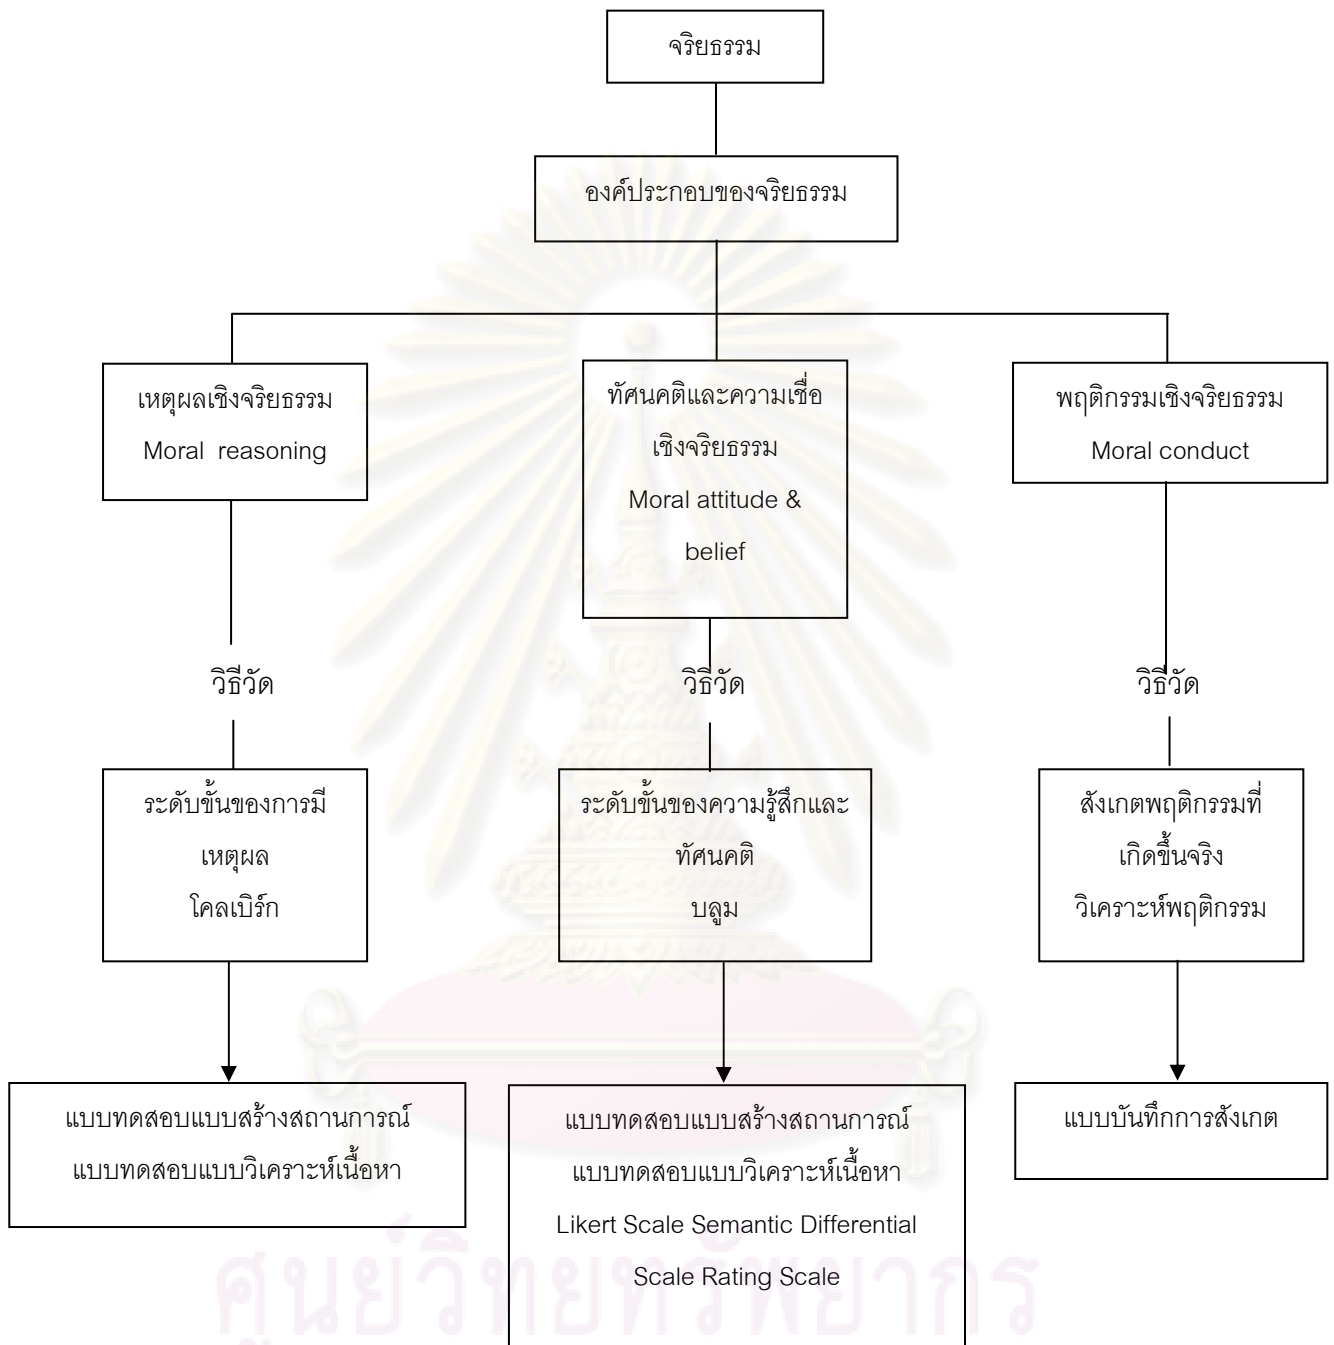 จริยธรรม
องค์ประกอบของจริยธรรม
เหตุผลเชิงจริยธรรม
Moral reasoning
ทัศนคติและความเชื่อ
เชิงจริยธรรม
Moral attitude &
belief
พฤติกรรมเชิงจริยธรรม
Moral conduct
วิธีวัด
วิธีวัด
วิธีวัด
ระดับขั้นของการมี
เหตุผล
โคลเบิร์ก
ระดับขั้นของความรู้สึกและ
ทัศนคติ
บลูม
สังเกตพฤติกรรมที่
เกิดขึ้นจริง
วิเคราะห์พฤติกรรม
แบบทดสอบแบบสร้างสถานการณ์
แบบทดสอบแบบวิเคราะห์เนื้อหา
แบบทดสอบแบบสร้างสถานการณ์
แบบทดสอบแบบวิเคราะห์เนื้อหา
Likert Scale Semantic Differential
Scale Rating Scale
แบบบันทึกการสังเกต
ศูนย์วิทยทรัพยากร